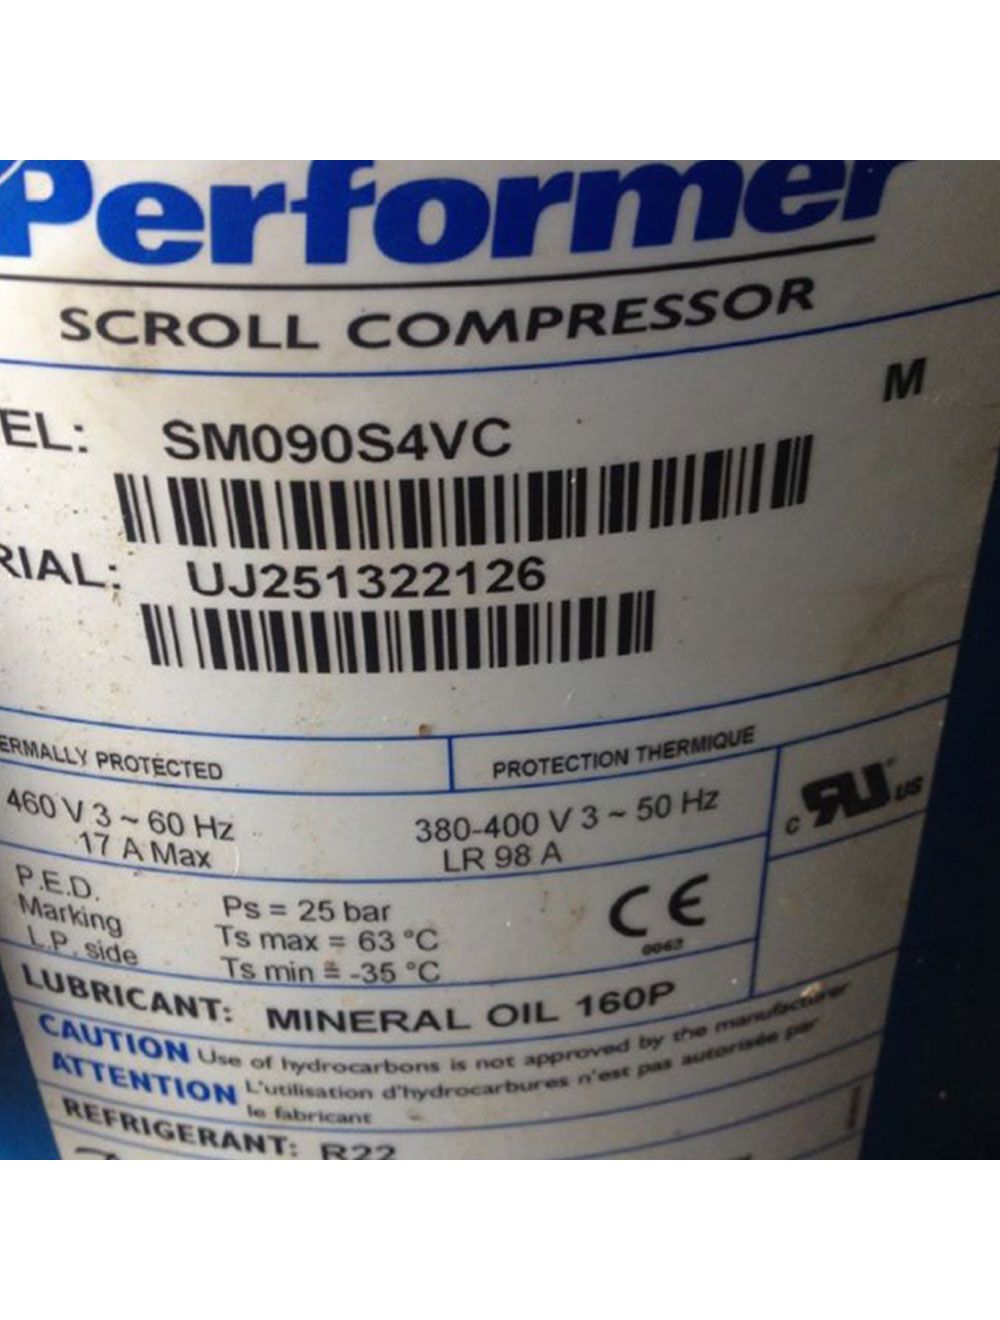 Performer
SCROLL COMPRESSOR
M
EL: SM090S4VC
RIAL: UJ251322126
ERMALLY PROTECTED PROTECTION THERMIQUE
460 V 3 ~ 60 Hz 380-400 V 3 ~ 50 Hz
17 A Max LR 98 A
c RU ® US
P.E.D. Ps = 25 bar
Marking Ts max = 63 °C
L.P. side Ts min = -35 °C
CE
0062
LUBRICANT: MINERAL OIL 160P
CAUTION Use of hydrocarbons is not approved by the manufacturer
ATTENTION L'utilisation d'hydrocarbures n'est pas autorisée par
le fabricant
REFRIGERANT: R22